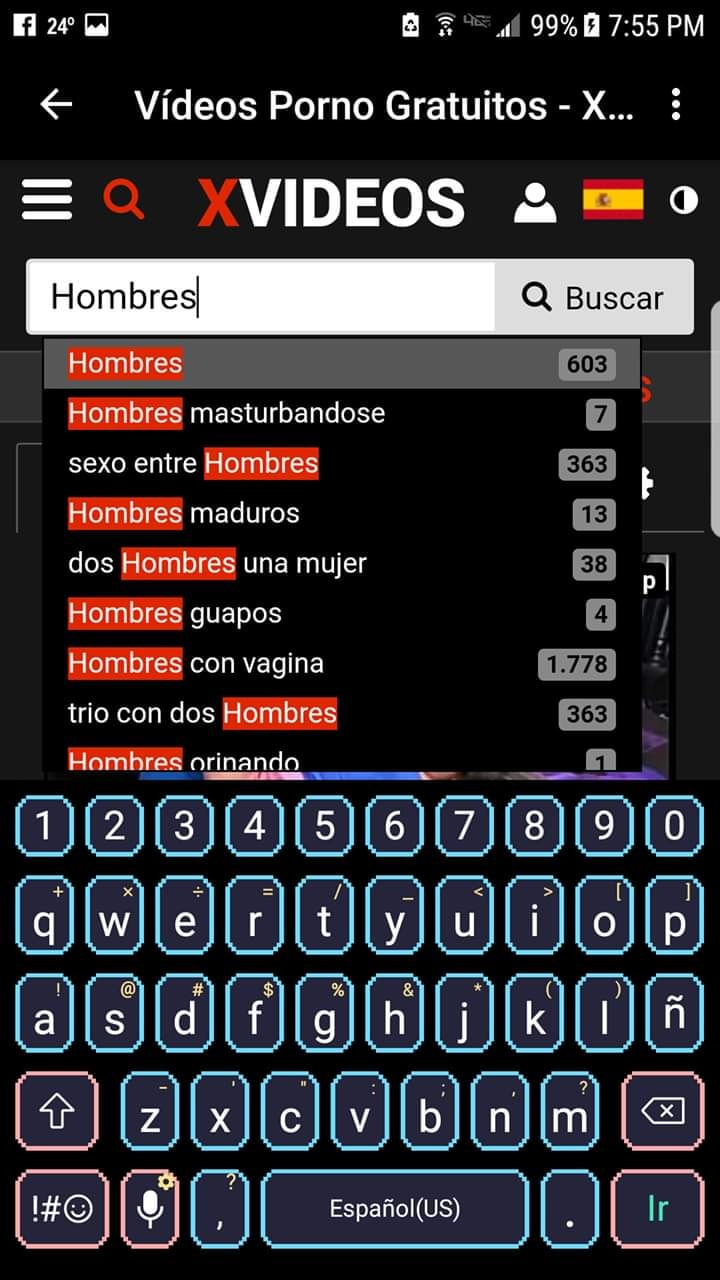 24° 4G 99% 7:55 PM
Vídeos Porno Gratuitos - X...
XVIDEOS
Hombres Buscar
Hombres 603
Hombres masturbandose 7
sexo entre Hombres 363
Hombres maduros 13
dos Hombres una mujer 38
Hombres guapos 4
Hombres con vagina 1.778
trio con dos Hombres 363
Hombres orinando 1
1 2 3 4 5 6 7 8 9 0
+ × ÷ = / _ < > [ ]
q w e r t y u i o p
! @ # $ % & * ( )
a s d f g h j k l ñ
- ' " : ; , ?
z x c v b n m
?
!#☺ , Español(US) . Ir